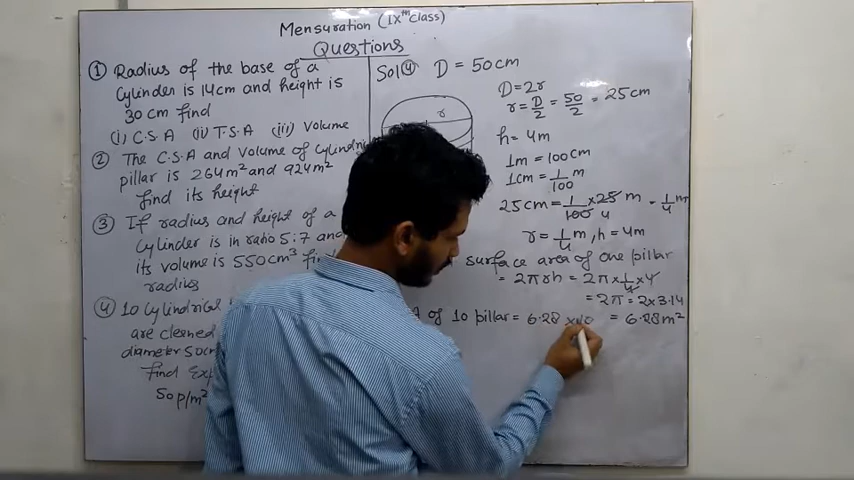 Mensuration (IXth Class)
Questions
① Radius of the base of a
cylinder is 14cm and height is
30 cm find
(i) C.S.A (ii) T.S.A (iii) Volume
② The C.S.A and Volume of Cylindri
pillar is 264m² and 924m²
find its height
③ If radius and height of a
Cylinder is in ratio 5:7 and
its volume is 550cm³
radius
④ 10 Cylindrical
are cleaned
diameter 50c
find
50p/m²
Sol④ D = 50cm
r
D=2r
r=D/2 = 50/2 = 25cm
h = 4m
1m = 100cm
1cm = 1/100 m
25cm = 1/100 × 25 m = 1/4 m
4
r = 1/4 m, h = 4m
surface area of one pillar
= 2πrh = 2π×1/4×4
= 2π = 2×3.14
= 6.28m²
of 10 pillar = 6.28 ×10